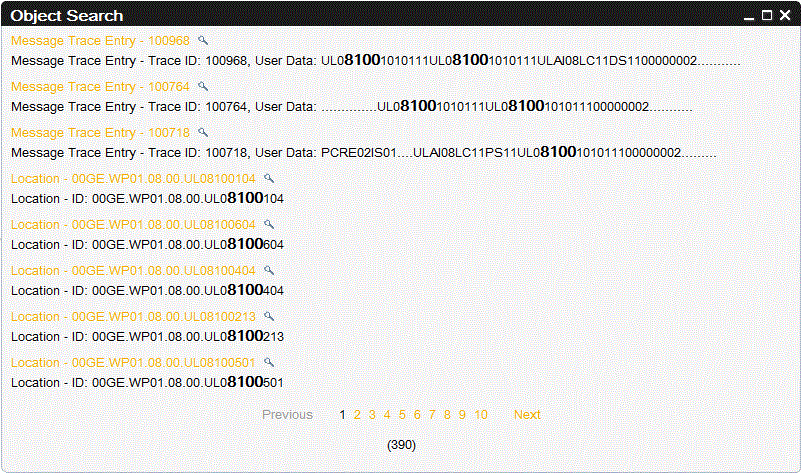 Object Search
Message Trace Entry - 100968
Message Trace Entry - Trace ID: 100968, User Data: UL081001010111UL081001010111ULAI08LC11DS1100000002...........
Message Trace Entry - 100764
Message Trace Entry - Trace ID: 100764, User Data: ..............UL081001010111UL08100101011100000002...........
Message Trace Entry - 100718
Message Trace Entry - Trace ID: 100718, User Data: PCRE02IS01....ULAI08LC11PS11UL08100101011100000002.........
Location - 00GE.WP01.08.00.UL08100104
Location - ID: 00GE.WP01.08.00.UL08100104
Location - 00GE.WP01.08.00.UL08100604
Location - ID: 00GE.WP01.08.00.UL08100604
Location - 00GE.WP01.08.00.UL08100404
Location - ID: 00GE.WP01.08.00.UL08100404
Location - 00GE.WP01.08.00.UL08100213
Location - ID: 00GE.WP01.08.00.UL08100213
Location - 00GE.WP01.08.00.UL08100501
Location - ID: 00GE.WP01.08.00.UL08100501
Previous 1 2 3 4 5 6 7 8 9 10 Next
(390)